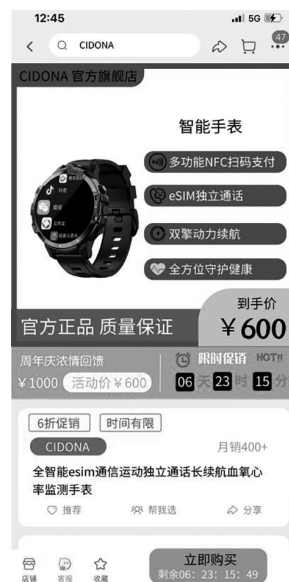 12:45
5G
CIDONA
47
CIDONA 官方旗舰店
智能手表
多功能NFC扫码支付
eSIM独立通话
双擎动力续航
全方位守护健康
抖音
微信
到手价
官方正品 质量保证
￥600
周年庆浓情回馈
限时促销 HOT!!
￥1000 活动价￥600
06 天 23 时 15 分
6折促销 时间有限
CIDONA
月销400+
全智能esim通信运动独立通话长续航血氧心
率监测手表
推荐 帮我选 分享
店铺 客服 收藏
立即购买
剩余06：23：15：49